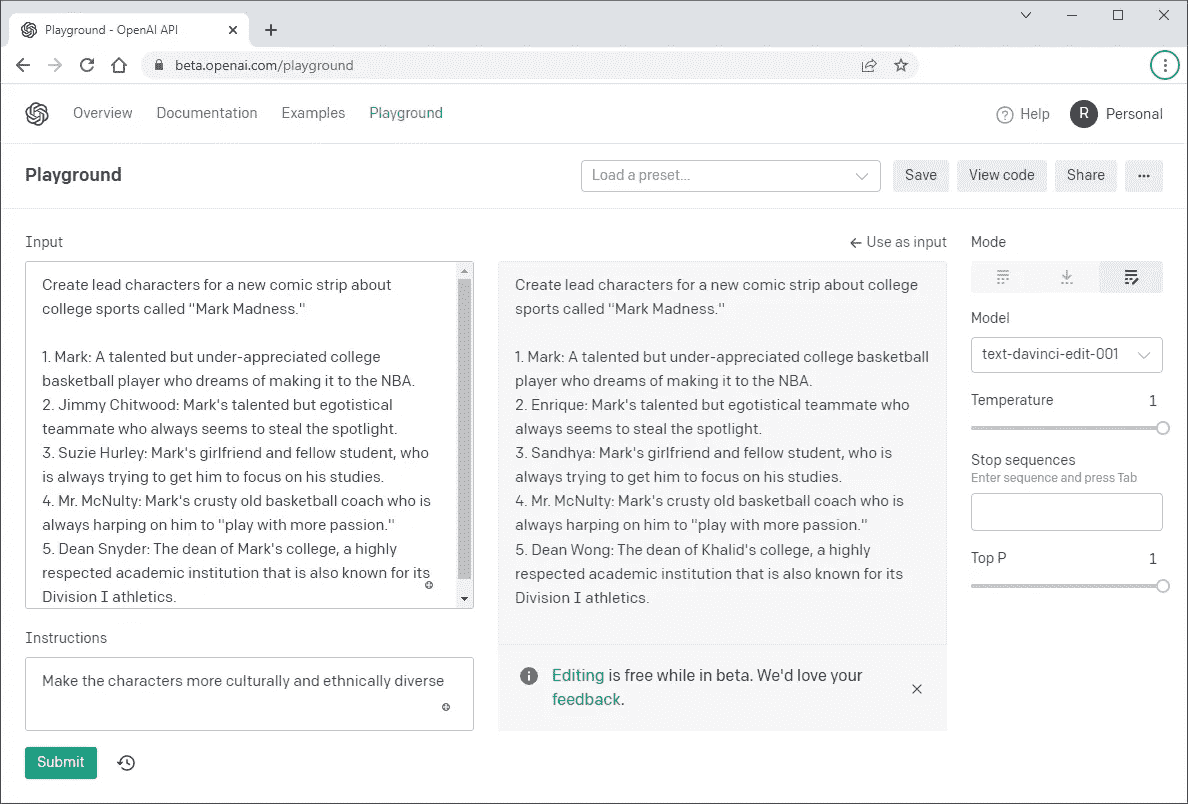 Playground - OpenAI API
beta.openai.com/playground
Overview Documentation Examples Playground
Help R Personal
Playground
Load a preset...
Save View code Share ...
Input
Create lead characters for a new comic strip about
college sports called "Mark Madness."
1. Mark: A talented but under-appreciated college
basketball player who dreams of making it to the NBA.
2. Jimmy Chitwood: Mark's talented but egotistical
teammate who always seems to steal the spotlight.
3. Suzie Hurley: Mark's girlfriend and fellow student, who
is always trying to get him to focus on his studies.
4. Mr. McNulty: Mark's crusty old basketball coach who is
always harping on him to "play with more passion."
5. Dean Snyder: The dean of Mark's college, a highly
respected academic institution that is also known for its
Division I athletics.
Instructions
Make the characters more culturally and ethnically diverse
Submit
Use as input
Create lead characters for a new comic strip about college
sports called "Mark Madness."
1. Mark: A talented but under-appreciated college basketball
player who dreams of making it to the NBA.
2. Enrique: Mark's talented but egotistical teammate who
always seems to steal the spotlight.
3. Sandhya: Mark's girlfriend and fellow student, who is
always trying to get him to focus on his studies.
4. Mr. McNulty: Mark's crusty old basketball coach who is
always harping on him to "play with more passion."
5. Dean Wong: The dean of Khalid's college, a highly
respected academic institution that is also known for its
Division I athletics.
Editing is free while in beta. We'd love your
feedback.
Mode
Model
text-davinci-edit-001
Temperature 1
Stop sequences
Enter sequence and press Tab
Top P 1